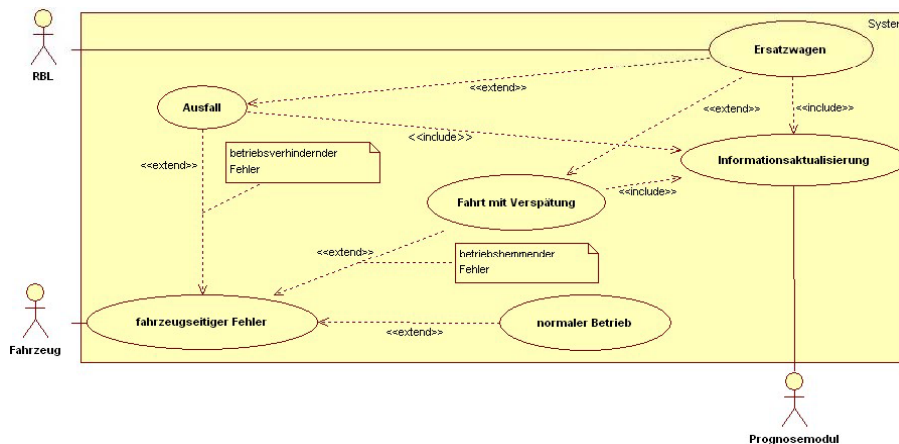 System
Ersatzwagen
RBL
<<extend>>
Ausfall
<<extend>>
<<include>>
<<include>>
betriebsverhindernder
Fehler
<<extend>>
Informationsaktualisierung
<<include>>
Fahrt mit Verspätung
<<extend>>
betriebshemmender
Fehler
fahrzeugseitiger Fehler
normaler Betrieb
<<extend>>
Fahrzeug
Prognosemodul